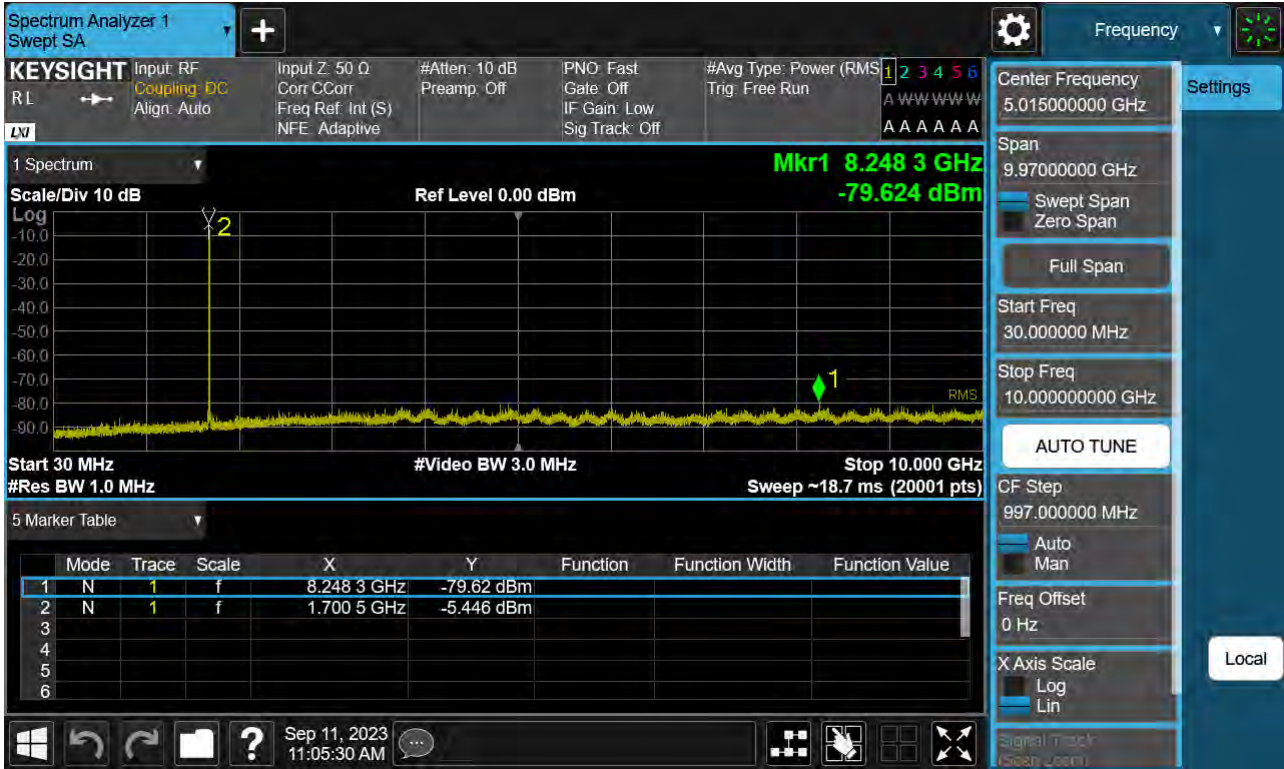 Spectrum Analyzer 1
Swept SA
Frequency
KEYSIGHT
RL
LXI
Input: RF
Coupling: DC
Align: Auto
Input Z: 50 Ω
Corr CCorr
Freq Ref: Int (S)
NFE: Adaptive
#Atten: 10 dB
Preamp: Off
PNO: Fast
Gate: Off
IF Gain: Low
Sig Track: Off
#Avg Type: Power (RMS
Trig: Free Run
1 2 3 4 5 6
A W W W W W
A A A A A A
Center Frequency
5.015000000 GHz
Settings
Span
9.97000000 GHz
Swept Span
Zero Span
Full Span
Start Freq
30.000000 MHz
Stop Freq
10.000000000 GHz
AUTO TUNE
CF Step
997.000000 MHz
Auto
Man
Freq Offset
0 Hz
X Axis Scale
Log
Lin
Signal Track
(Span Zoom)
Local
1 Spectrum
Mkr1 8.248 3 GHz
-79.624 dBm
Scale/Div 10 dB
Ref Level 0.00 dBm
Log
-10.0
-20.0
-30.0
-40.0
-50.0
-60.0
-70.0
-80.0
-90.0
2
1
RMS
Start 30 MHz
#Video BW 3.0 MHz
Stop 10.000 GHz
#Res BW 1.0 MHz
Sweep ~18.7 ms (20001 pts)
5 Marker Table
Mode Trace Scale X Y Function Function Width Function Value
1 N 1 f 8.248 3 GHz -79.62 dBm
2 N 1 f 1.700 5 GHz -5.446 dBm
3
4
5
6
Sep 11, 2023
11:05:30 AM